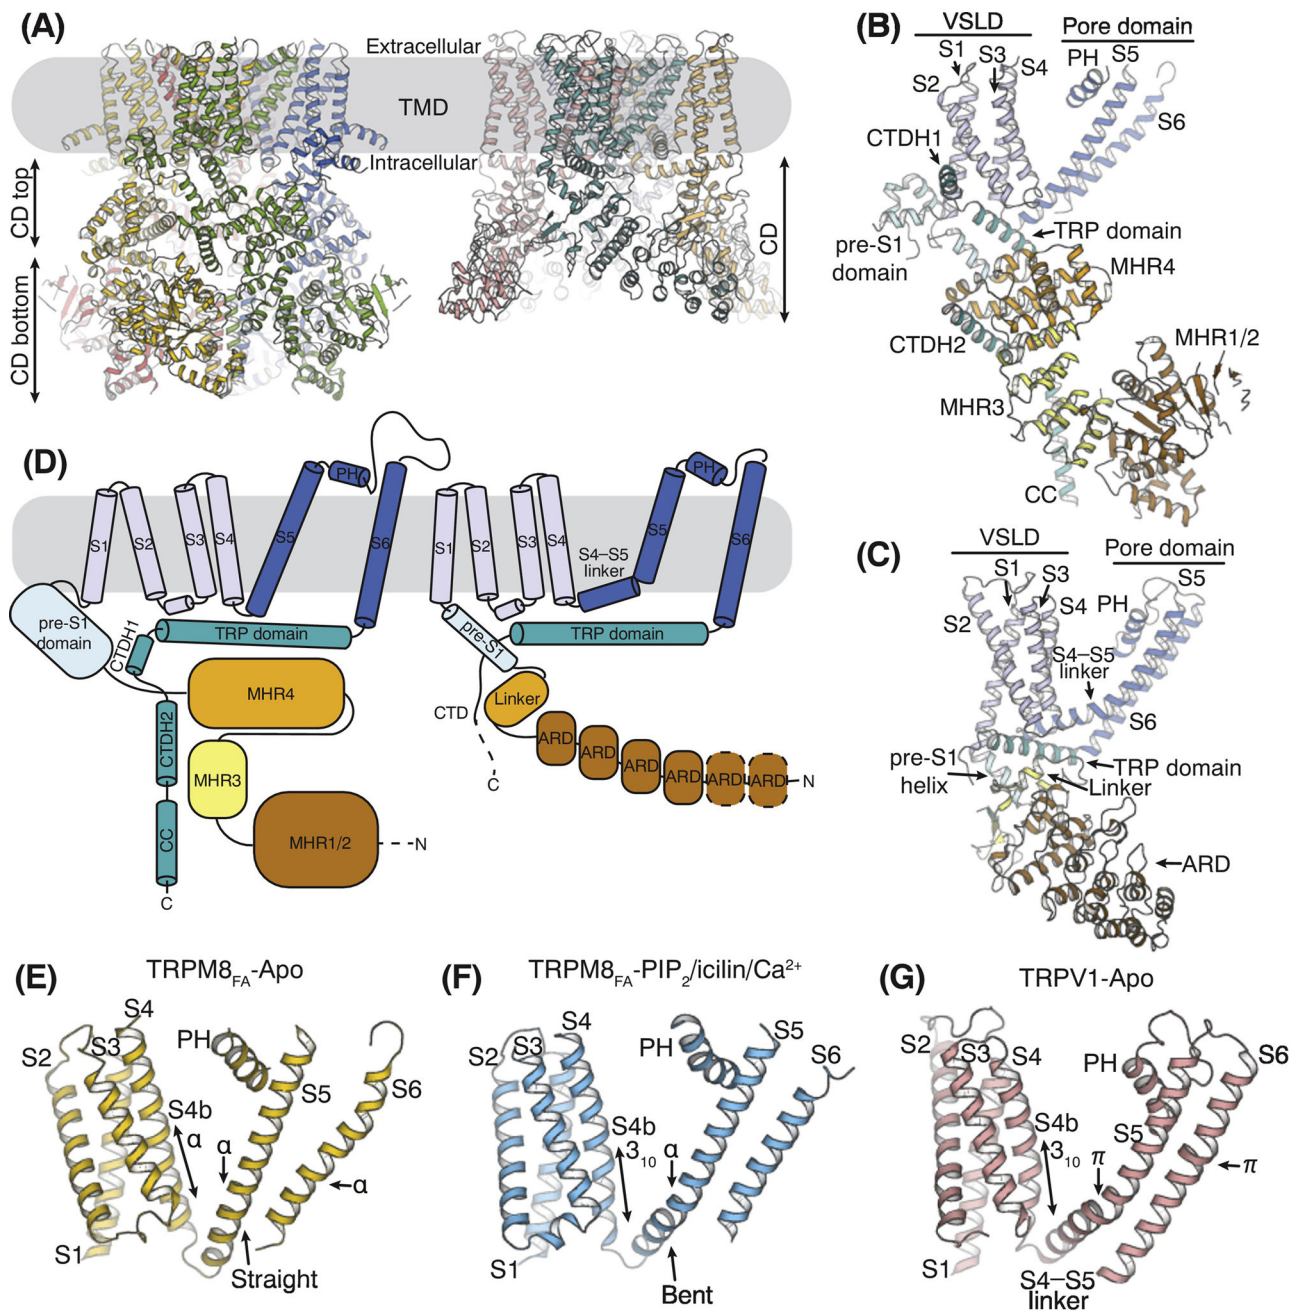 (A)
Extracellular
TMD
Intracellular
CD top
CD bottom
CD
(B)
VSLD
Pore domain
S1
S3
S4
S2
PH
S5
S6
CTDH1
pre-S1
domain
TRP domain
MHR4
CTDH2
MHR1/2
MHR3
CC
(D)
S1
S2
S3
S4
S5
PH
S6
pre-S1
domain
CTDH1
TRP domain
MHR4
CTDH2
MHR3
CC
MHR1/2
N
C
S1
S2
S3
S4
S4–S5
linker
S5
PH
S6
pre-S1
TRP domain
Linker
CTD
C
ARD
ARD
ARD
ARD
ARD
ARD
N
(C)
VSLD
Pore domain
S1
S3
S4
S2
PH
S5
S4–S5
linker
S6
pre-S1
helix
TRP domain
Linker
ARD
(E)
TRPM8FA-Apo
S4
S3
S2
PH
S5
S6
S4b
α
α
α
S1
Straight
(F)
TRPM8FA-PIP2/icilin/Ca2+
S4
S3
S2
PH
S5
S6
S4b
310
α
S1
Bent
(G)
TRPV1-Apo
S2
S3
S4
PH
S6
S4b
310
S5
π
π
S1
S4–S5
linker